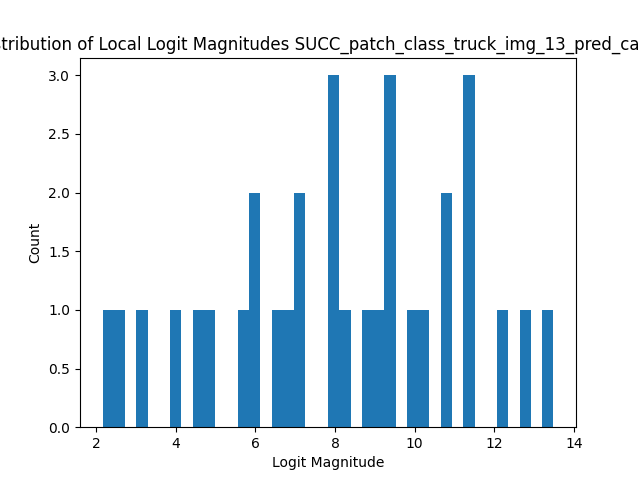 tribution of Local Logit Magnitudes SUCC_patch_class_truck_img_13_pred_ca
3.0
2.5
2.0
1.5
1.0
0.5
0.0
Count
2 4 6 8 10 12 14
Logit Magnitude